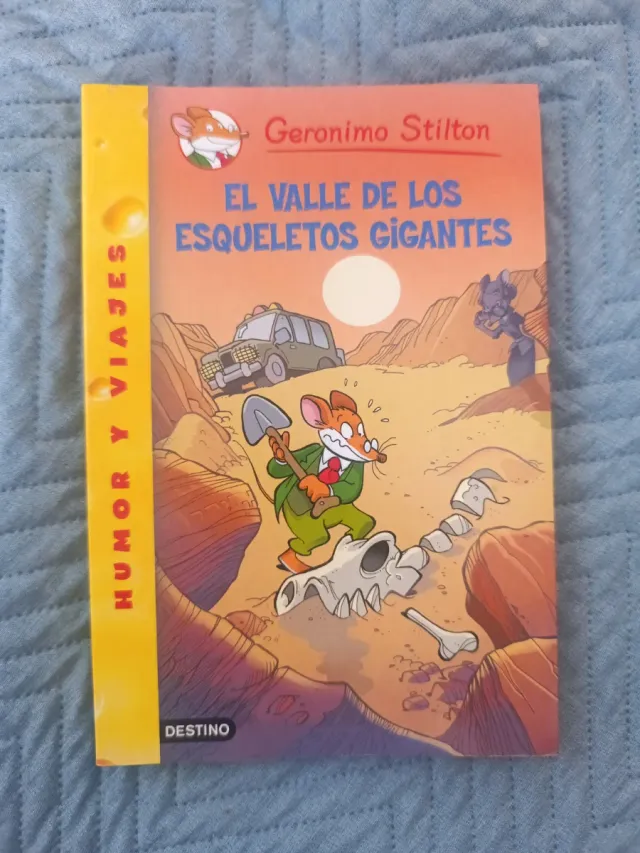 Geronimo Stilton
EL VALLE DE LOS
ESQUELETOS GIGANTES
HUMOR Y VIAJES
DESTINO